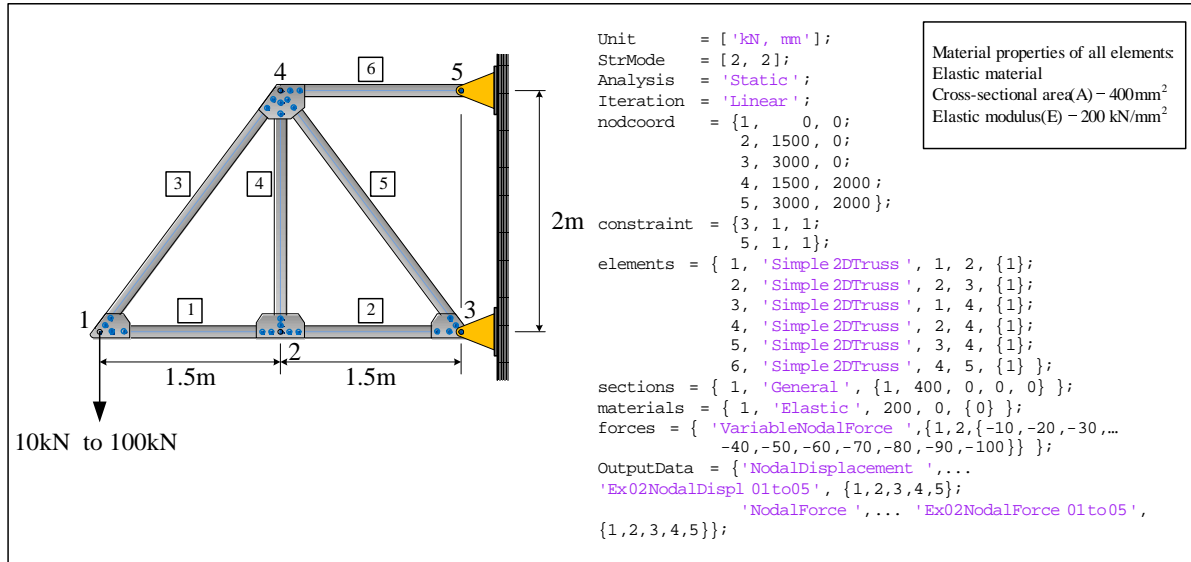 4
6
5
3
4
5
2m
1
1
2
3
2
1.5m
1.5m
10kN to 100kN
Unit = ['kN, mm'];
StrMode = [2, 2];
Analysis = 'Static';
Iteration = 'Linear';
nodcoord = {1, 0, 0;
2, 1500, 0;
3, 3000, 0;
4, 1500, 2000;
5, 3000, 2000};
constraint = {3, 1, 1;
5, 1, 1};
elements = { 1, 'Simple2DTruss', 1, 2, {1};
2, 'Simple2DTruss', 2, 3, {1};
3, 'Simple2DTruss', 1, 4, {1};
4, 'Simple2DTruss', 2, 4, {1};
5, 'Simple2DTruss', 3, 4, {1};
6, 'Simple2DTruss', 4, 5, {1} };
sections = { 1, 'General', {1, 400, 0, 0, 0} };
materials = { 1, 'Elastic', 200, 0, {0} };
forces = { 'VariableNodalForce',{1,2,{-10, -20, -30,…
-40,-50,-60,-70,-80,-90,-100}} };
OutputData = {'NodalDisplacement',...
'Ex02NodalDispl 01to05', {1,2,3,4,5};
'NodalForce',... 'Ex02NodalForce 01to05',
{1,2,3,4,5}};
Material properties of all elements:
Elastic material
Cross-sectional area(A) = 400mm²
Elastic modulus(E) = 200 kN/mm²